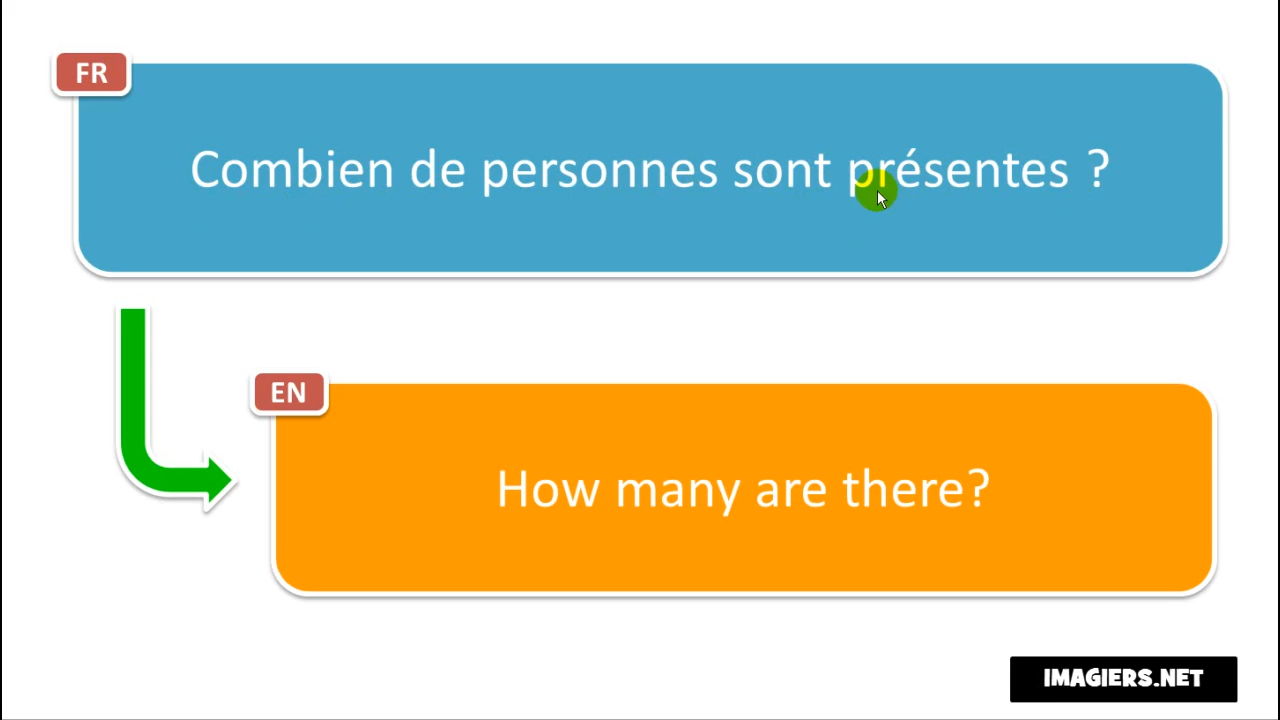 FR
Combien de personnes sont présentes ?
EN
How many are there?
IMAGIERS.NET